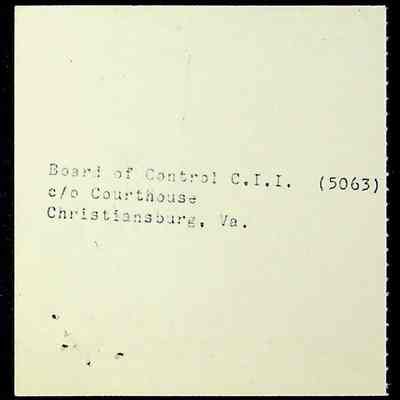 Board of Control C.I.I. (5063)
c/o Courthouse
Christiansburg, Va.